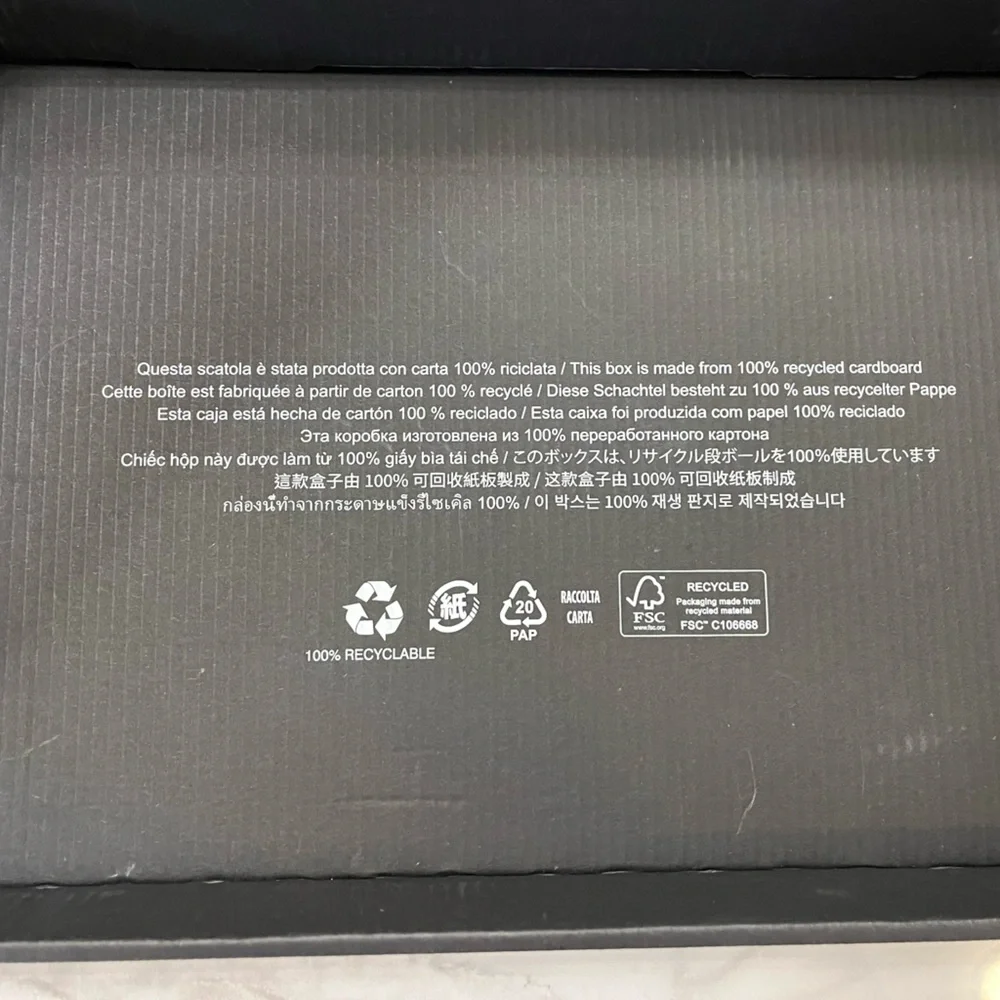 Questa scatola è stata prodotta con carta 100% riciclata / This box is made from 100% recycled cardboard
Cette boîte est fabriquée à partir de carton 100 % recyclé / Diese Schachtel besteht zu 100 % aus recycelter Pappe
Esta caja está hecha de cartón 100 % reciclado / Esta caixa foi produzida com papel 100% reciclado
Эта коробка изготовлена из 100% переработанного картона
Chiếc hộp này được làm từ 100% giấy bìa tái chế / このボックスは、リサイクル段ボールを100%使用しています
這款盒子由 100% 可回收紙板製成 / 这款盒子由 100% 可回收纸板制成
กล่องนี้ทำจากกระดาษแข็งรีไซเคิล 100% / 이 박스는 100% 재생 판지로 제작되었습니다
100% RECYCLABLE
紙
20
PAP
RACCOLTA
CARTA
FSC™
www.fsc.org
RECYCLED
Packaging made from
recycled material
FSC™ C106668